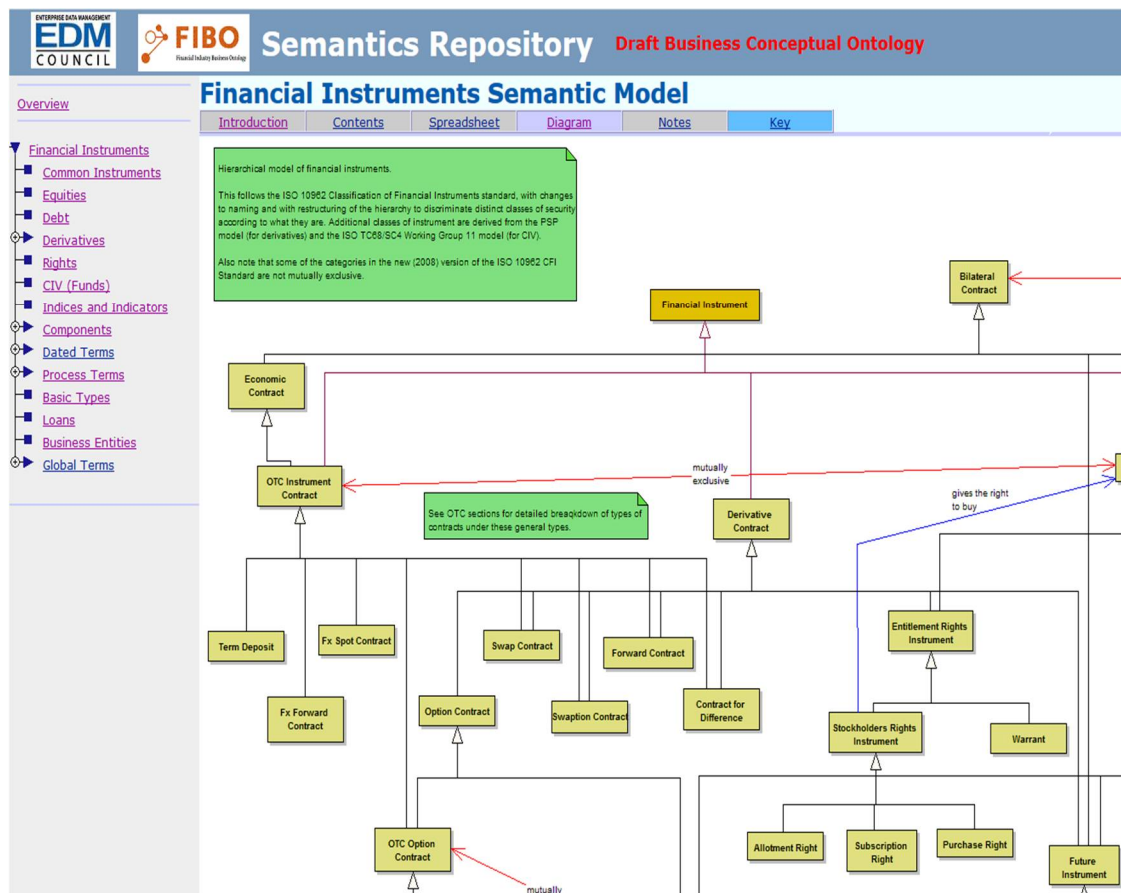 ENTERPRISE DATA MANAGEMENT
EDM
COUNCIL
FIBO
Financial Industry Business Ontology
Semantics Repository
Draft Business Conceptual Ontology
Overview
Financial Instruments
Common Instruments
Equities
Debt
Derivatives
Rights
CIV (Funds)
Indices and Indicators
Components
Dated Terms
Process Terms
Basic Types
Loans
Business Entities
Global Terms
Financial Instruments Semantic Model
Introduction
Contents
Spreadsheet
Diagram
Notes
Key
Hierarchical model of financial instruments.
This follows the ISO 10962 Classification of Financial Instruments standard, with changes
to naming and with restructuring of the hierarchy to discriminate distinct classes of security
according to what they are. Additional classes of instrument are derived from the PSP
model (for derivatives) and the ISO TC68/SC4 Working Group 11 model (for CIV).
Also note that some of the categories in the new (2008) version of the ISO 10962 CFI
Standard are not mutually exclusive.
Bilateral
Contract
Financial Instrument
Economic
Contract
OTC Instrument
Contract
mutually
exclusive
See OTC sections for detailed breaqkdown of types of
contracts under these general types.
Derivative
Contract
gives the right
to buy
Term Deposit
Fx Spot Contract
Swap Contract
Forward Contract
Entitlement Rights
Instrument
Fx Forward
Contract
Option Contract
Swaption Contract
Contract for
Difference
Stockholders Rights
Instrument
Warrant
OTC Option
Contract
Allotment Right
Subscription
Right
Purchase Right
Future
Instrument
mutually